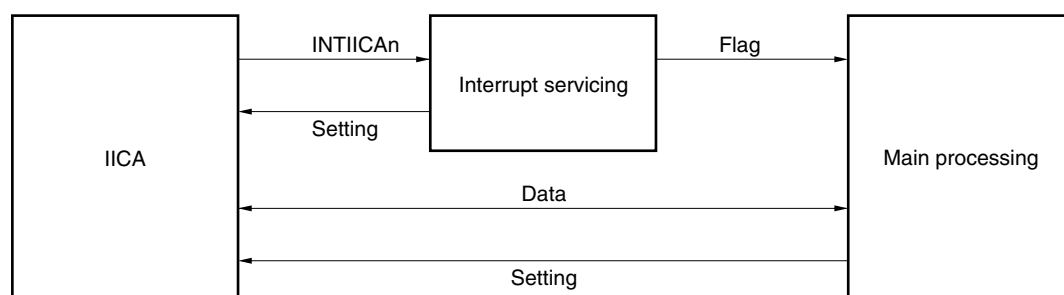 INTIICAn
Flag
Interrupt servicing
Setting
IICA
Main processing
Data
Setting